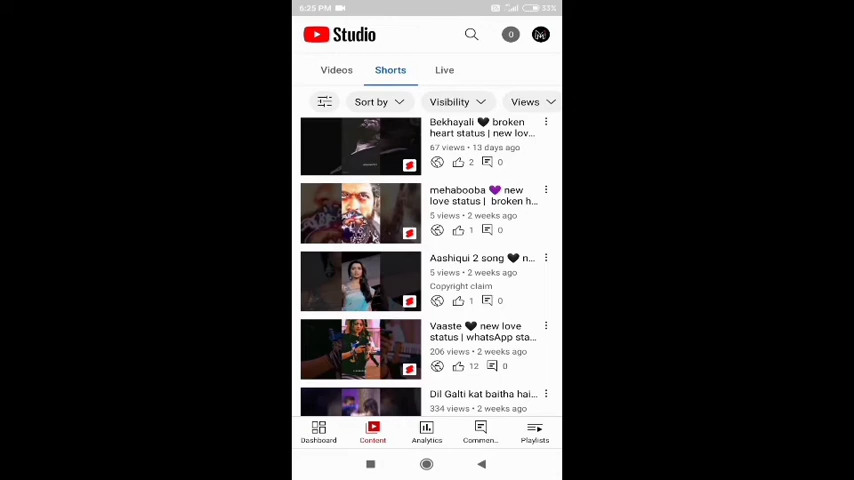 6:25 PM 33%
Studio 0
Videos Shorts Live
Sort by Visibility Views
Bekhayali 🖤 broken
heart status | new lov...
67 views • 13 days ago
2 0
mehabooba 💜 new
love status | broken h...
5 views • 2 weeks ago
1 0
Aashiqui 2 song 🖤 n...
5 views • 2 weeks ago
Copyright claim
1 0
Vaaste 🖤 new love
status | whatsApp sta...
206 views • 2 weeks ago
12 0
Dil Galti kat baitha hai...
334 views • 2 weeks ago
Dashboard Content Analytics Commen... Playlists